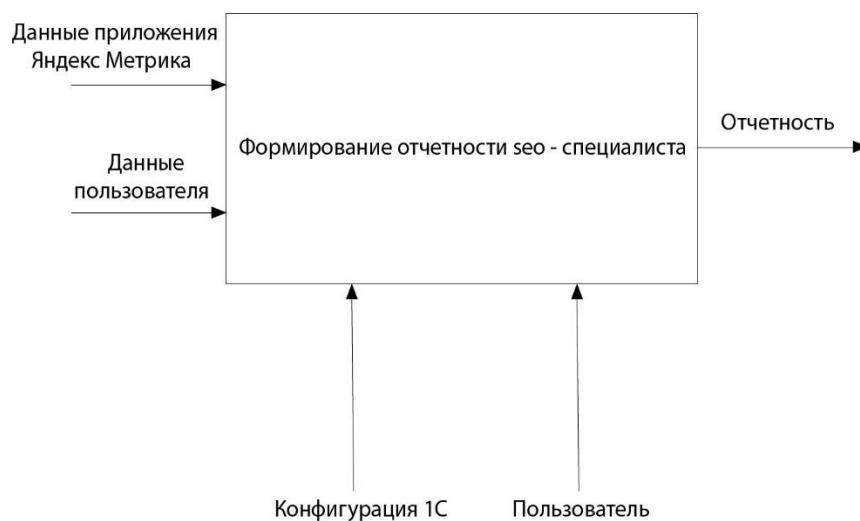 Данные приложения
Яндекс Метрика
Данные
пользователя
Формирование отчетности seo - специалиста
Отчетность
Конфигурация 1С
Пользователь